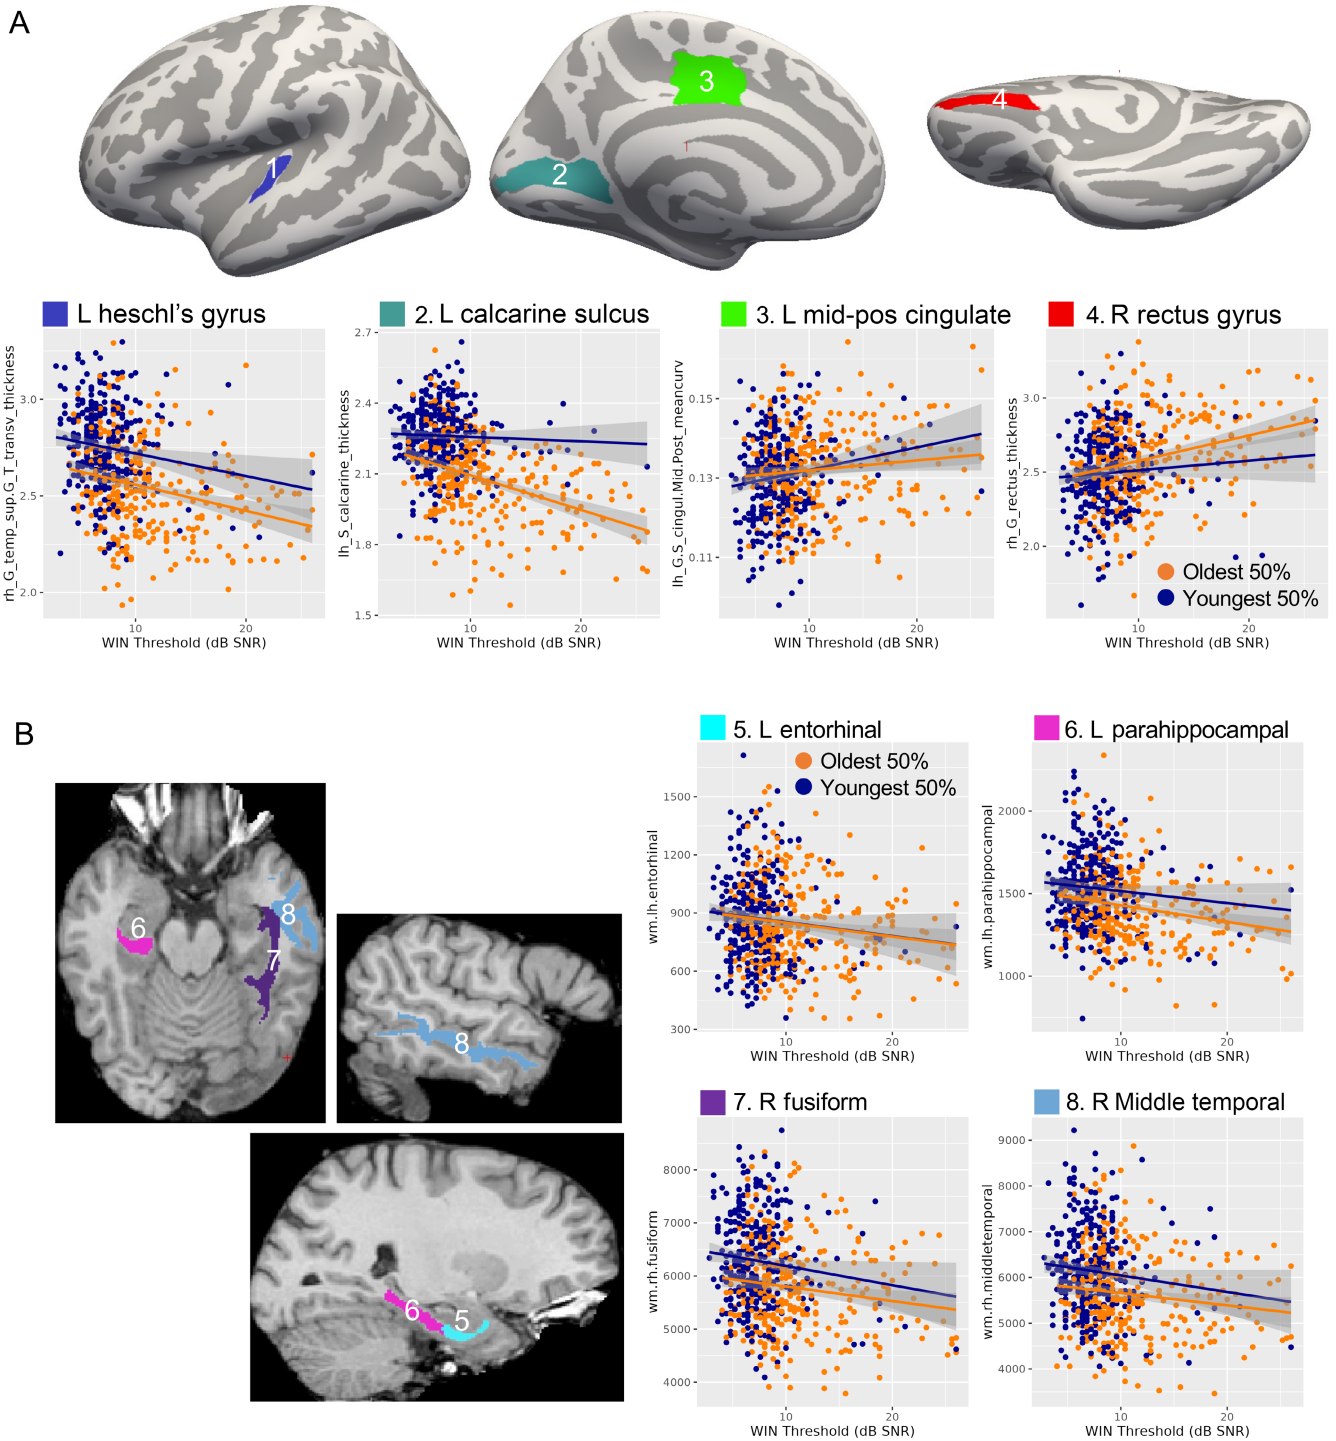 A
1
2
3
4
L heschl's gyrus
2. L calcarine sulcus
3. L mid-pos cingulate
4. R rectus gyrus
rh_G_temp_sup.G_T_transv_thickness
3.0
2.5
2.0
10
20
WIN Threshold (dB SNR)
lh_S_calcarine_thickness
2.7
2.4
2.1
1.8
1.5
10
20
WIN Threshold (dB SNR)
lh_G.S_cingul.Mid.Post_meancurv
0.15
0.13
0.11
10
20
WIN Threshold (dB SNR)
rh_G_rectus_thickness
3.0
2.5
2.0
Oldest 50%
Youngest 50%
10
20
WIN Threshold (dB SNR)
B
6
8
7
8
6
5
5. L entorhinal
6. L parahippocampal
Oldest 50%
Youngest 50%
wm.lh.entorhinal
1500
1200
900
600
300
10
20
WIN Threshold (dB SNR)
wm.lh.parahippocampal
2000
1500
1000
10
20
WIN Threshold (dB SNR)
7. R fusiform
8. R Middle temporal
wm.rh.fusiform
8000
7000
6000
5000
4000
10
20
WIN Threshold (dB SNR)
wm.rh.middletemporal
9000
8000
7000
6000
5000
4000
10
20
WIN Threshold (dB SNR)